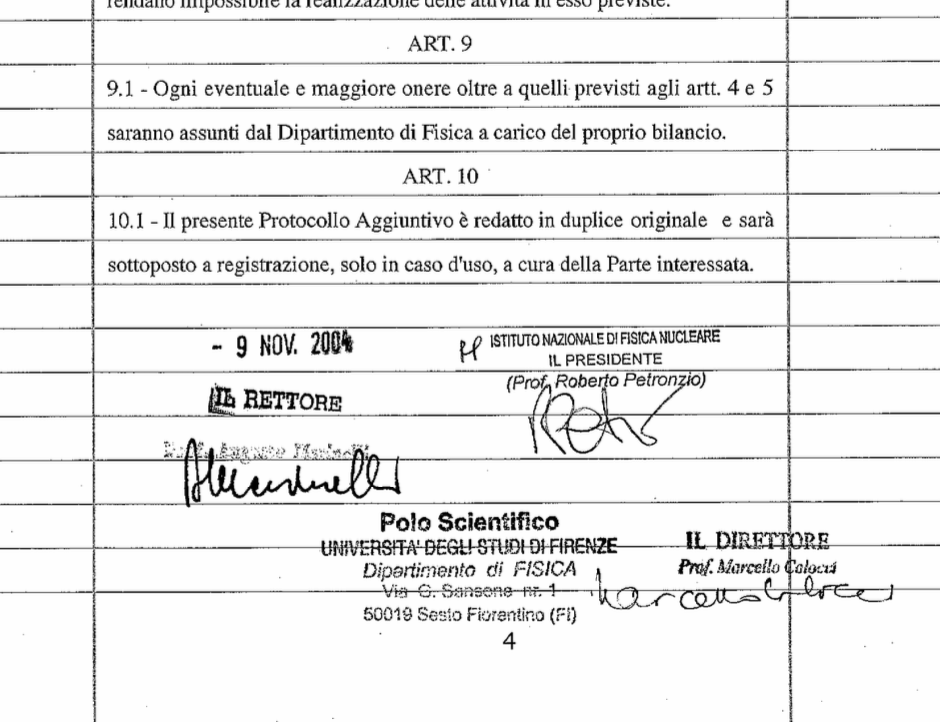 rendano impossibile la realizzazione delle attività in esso previste.
ART. 9
9.1 - Ogni eventuale e maggiore onere oltre a quelli previsti agli artt. 4 e 5
saranno assunti dal Dipartimento di Fisica a carico del proprio bilancio.
ART. 10
10.1 - Il presente Protocollo Aggiuntivo è redatto in duplice originale e sarà
sottoposto a registrazione, solo in caso d'uso, a cura della Parte interessata.
- 9 NOV. 2004
ISTITUTO NAZIONALE DI FISICA NUCLEARE
IL PRESIDENTE
(Prof. Roberto Petronzio)
IL RETTORE
Prof. Augusto Marinelli
Polo Scientifico
UNIVERSITA' DEGLI STUDI DI FIRENZE
Dipartimento di FISICA
Via G. Sansone nr. 1
50019 Sesto Fiorentino (FI)
IL DIRETTORE
Prof. Marcello Colocci
Marcello Colocci
4